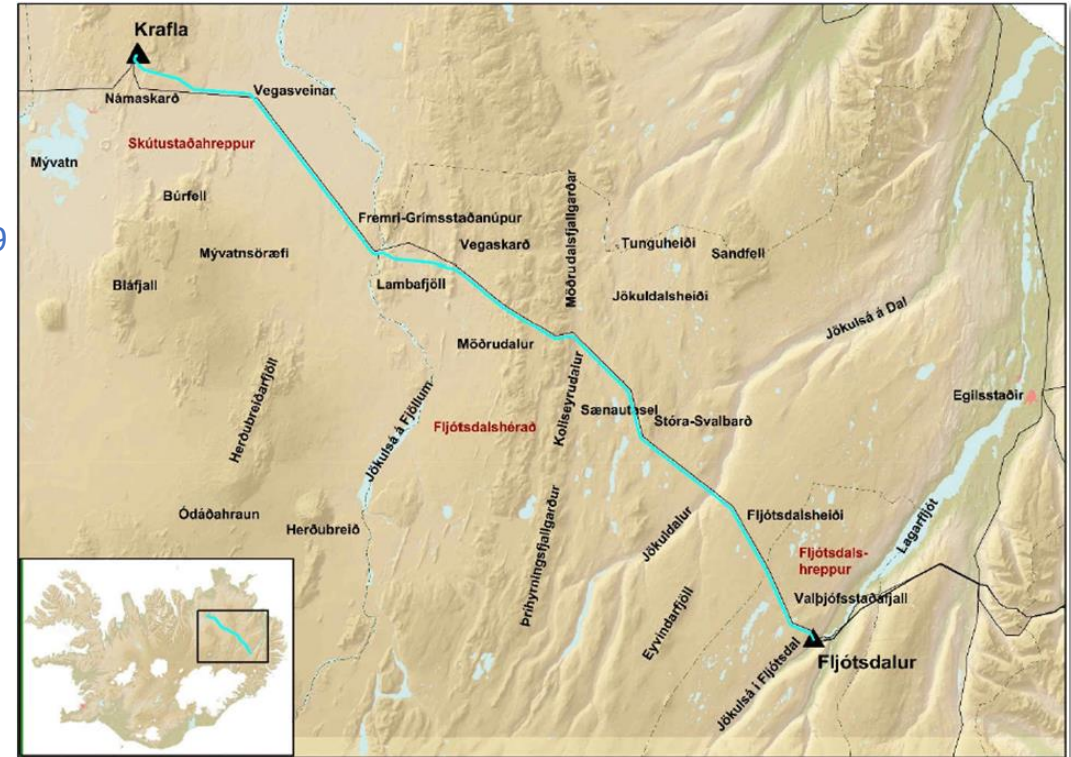 Krafla
Vegasveinar
Námaskarð
Skútustaðahreppur
Mývatn
Búrfell
Fremri-Grímsstaðanúpur
Möðrudalsfjallgarðar
Vegaskarð
Tunguheiði
Sandfell
Mývatnsöræfi
Bláfjall
Lambafjöll
Jökuldalsheiði
Jökulsá á Dal
Möðrudalur
Herðubreiðarfjöll
Kollseyrudalur
Egilsstaðir
Sænautasel
Stóra-Svalbarð
Jökulsá á Fjöllum
Fljótsdalshérað
Ódáðahraun
Herðubreið
Þríhyrningsfjallgarður
Jökuldalur
Fljótsdalsheiði
Lagarfljót
Fljótsdals-
hreppur
Valþjófsstaðafjall
Eyvindarfjöll
Jökulsá í Fljótsdal
Fljótsdalur
9